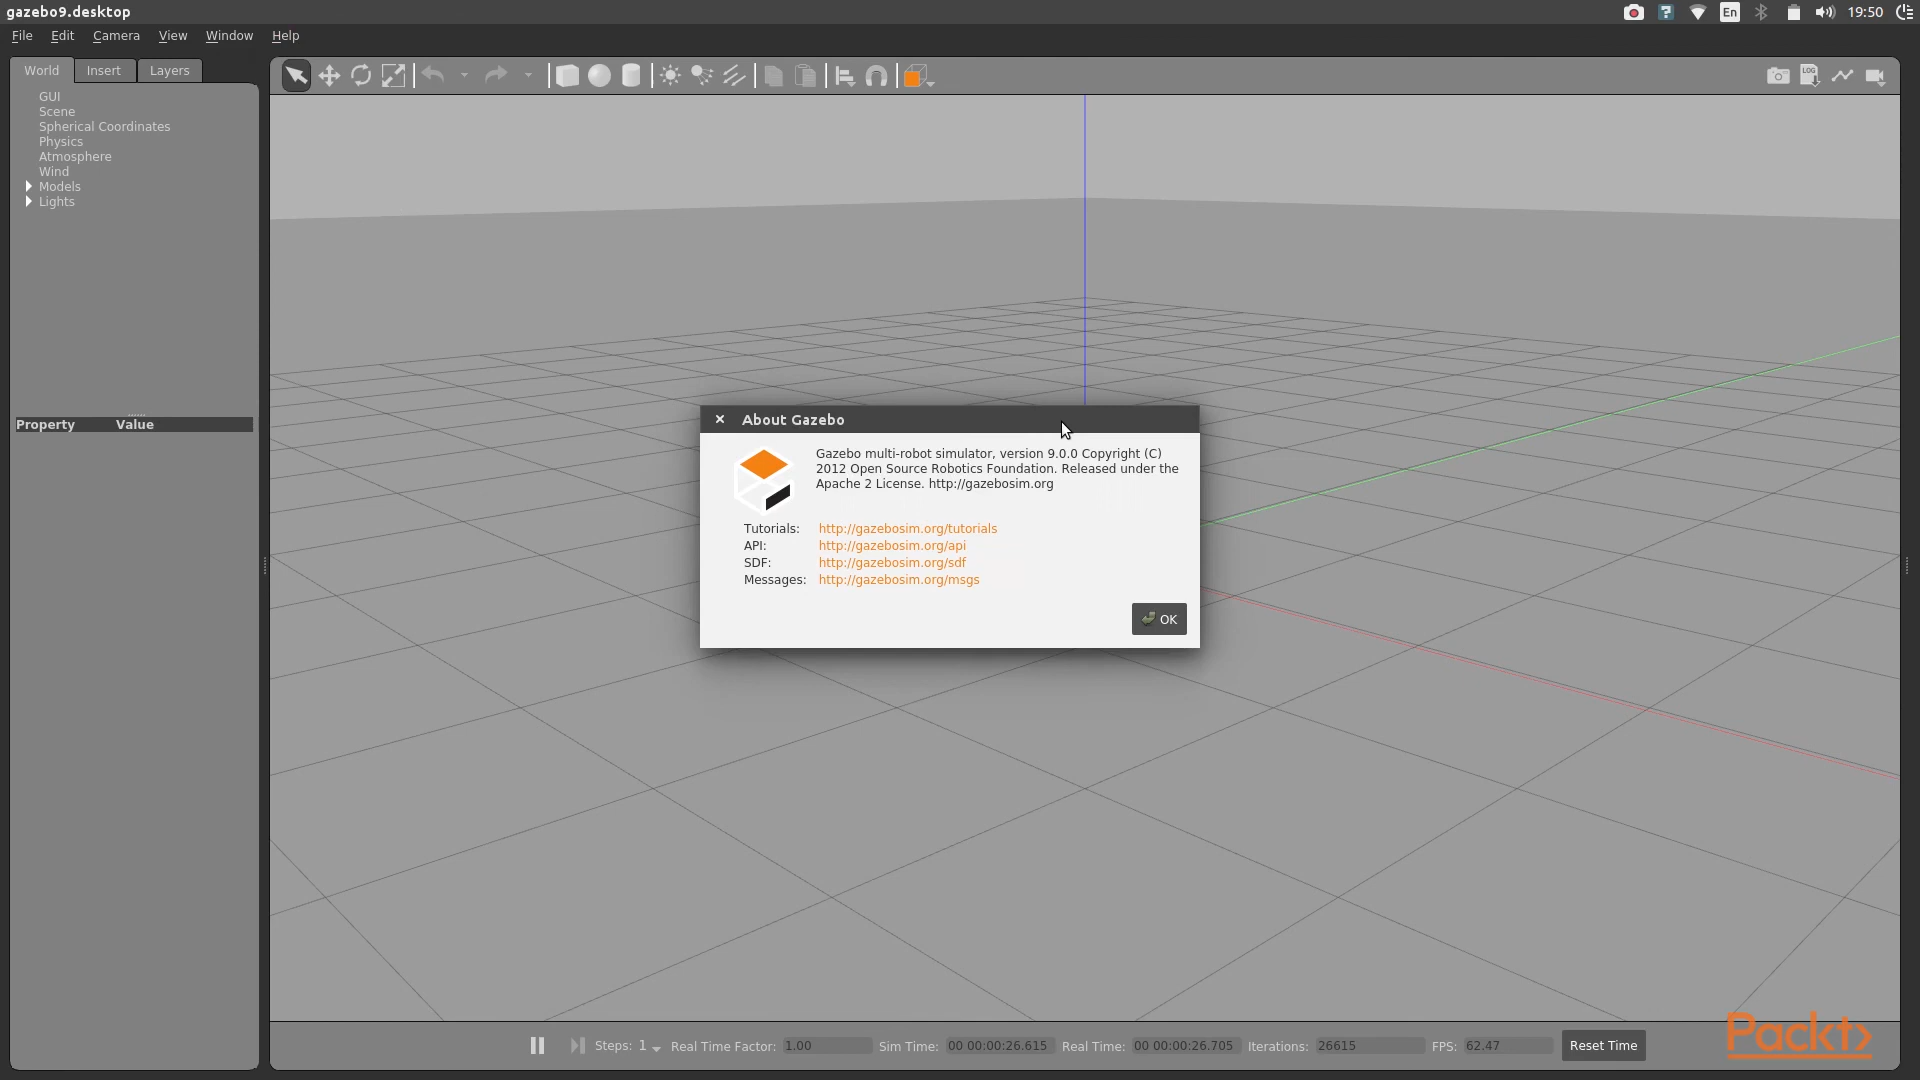 gazebo9.desktop
En
19:50
File Edit Camera View Window Help
World Insert Layers
LOG
GUI
Scene
Spherical Coordinates
Physics
Atmosphere
Wind
Models
Lights
Property Value
About Gazebo
Gazebo multi-robot simulator, version 9.0.0 Copyright (C)
2012 Open Source Robotics Foundation. Released under the
Apache 2 License. http://gazebosim.org
Tutorials: http://gazebosim.org/tutorials
API: http://gazebosim.org/api
SDF: http://gazebosim.org/sdf
Messages: http://gazebosim.org/msgs
OK
Steps: 1 Real Time Factor: 1.00 Sim Time: 00 00:00:26.615 Real Time: 00 00:00:26.705 Iterations: 26615 FPS: 62.47 Reset Time
Packt>